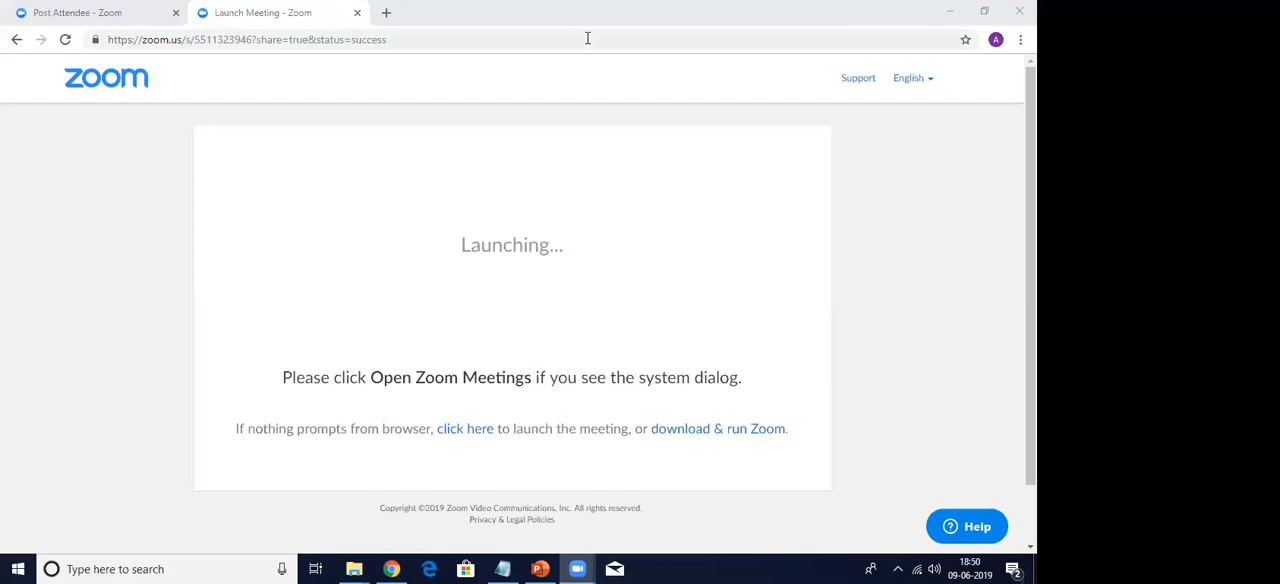 Post Attendee - Zoom
Launch Meeting - Zoom
https://zoom.us/s/5511323946?share=true&status=success
A
zoom
Support
English
Launching...
Please click Open Zoom Meetings if you see the system dialog.
If nothing prompts from browser, click here to launch the meeting, or download & run Zoom.
Copyright ©2019 Zoom Video Communications, Inc. All rights reserved.
Privacy & Legal Policies
? Help
Type here to search
18:50
09-06-2019
2